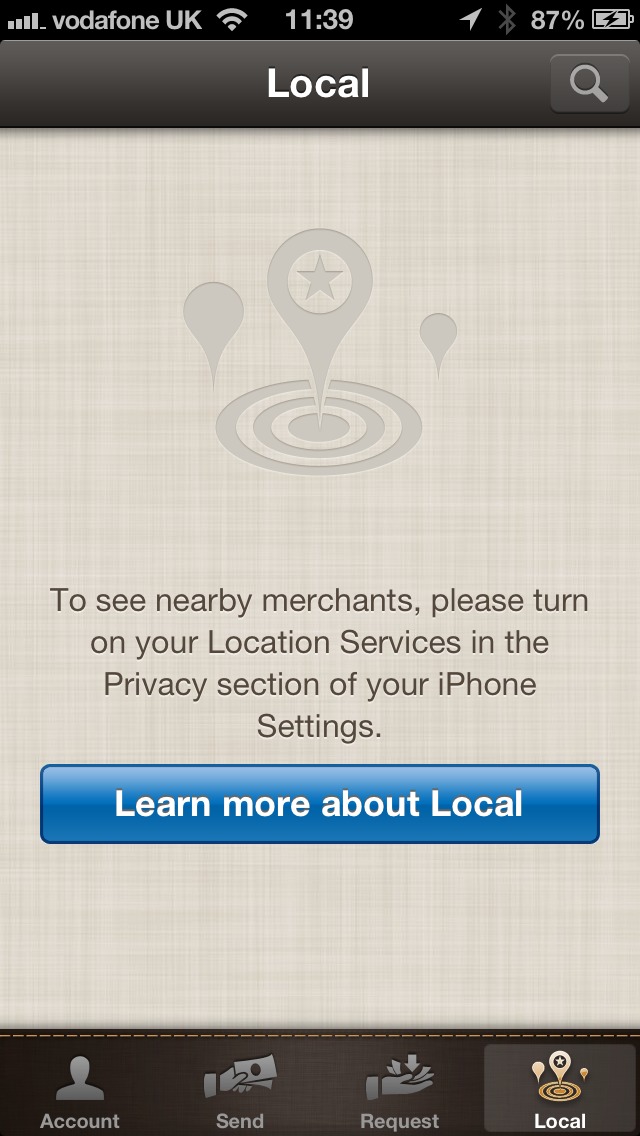 vodafone UK 11:39 87%
Local
To see nearby merchants, please turn
on your Location Services in the
Privacy section of your iPhone
Settings.
Learn more about Local
Account Send Request Local